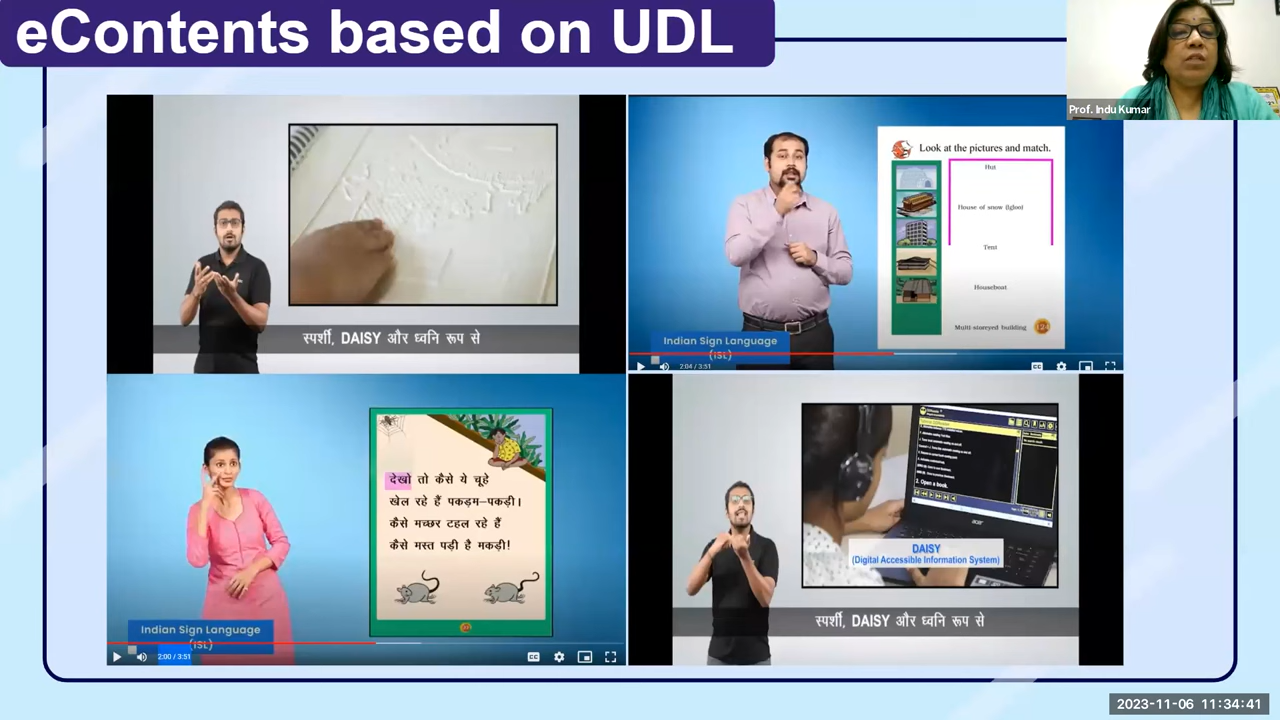 eContents based on UDL
Prof. Indu Kumar
स्पर्शी, DAISY और ध्वनि रूप से
Look at the pictures and match.
Hut
House of snow (Igloo)
Tent
Houseboat
Multi-storeyed building
124
Indian Sign Language
(ISL)
2:04 / 3:51
देखो तो कैसे ये चूहे
खेल रहे हैं पकड़म-पकड़ी।
कैसे मच्छर टहल रहे हैं
कैसे मस्त पड़ी है मकड़ी!
Indian Sign Language
(ISL)
2:00 / 3:51
2. Open a book.
acer
DAISY
(Digital Accessible Information System)
स्पर्शी, DAISY और ध्वनि रूप से
2023-11-06 11:34:41